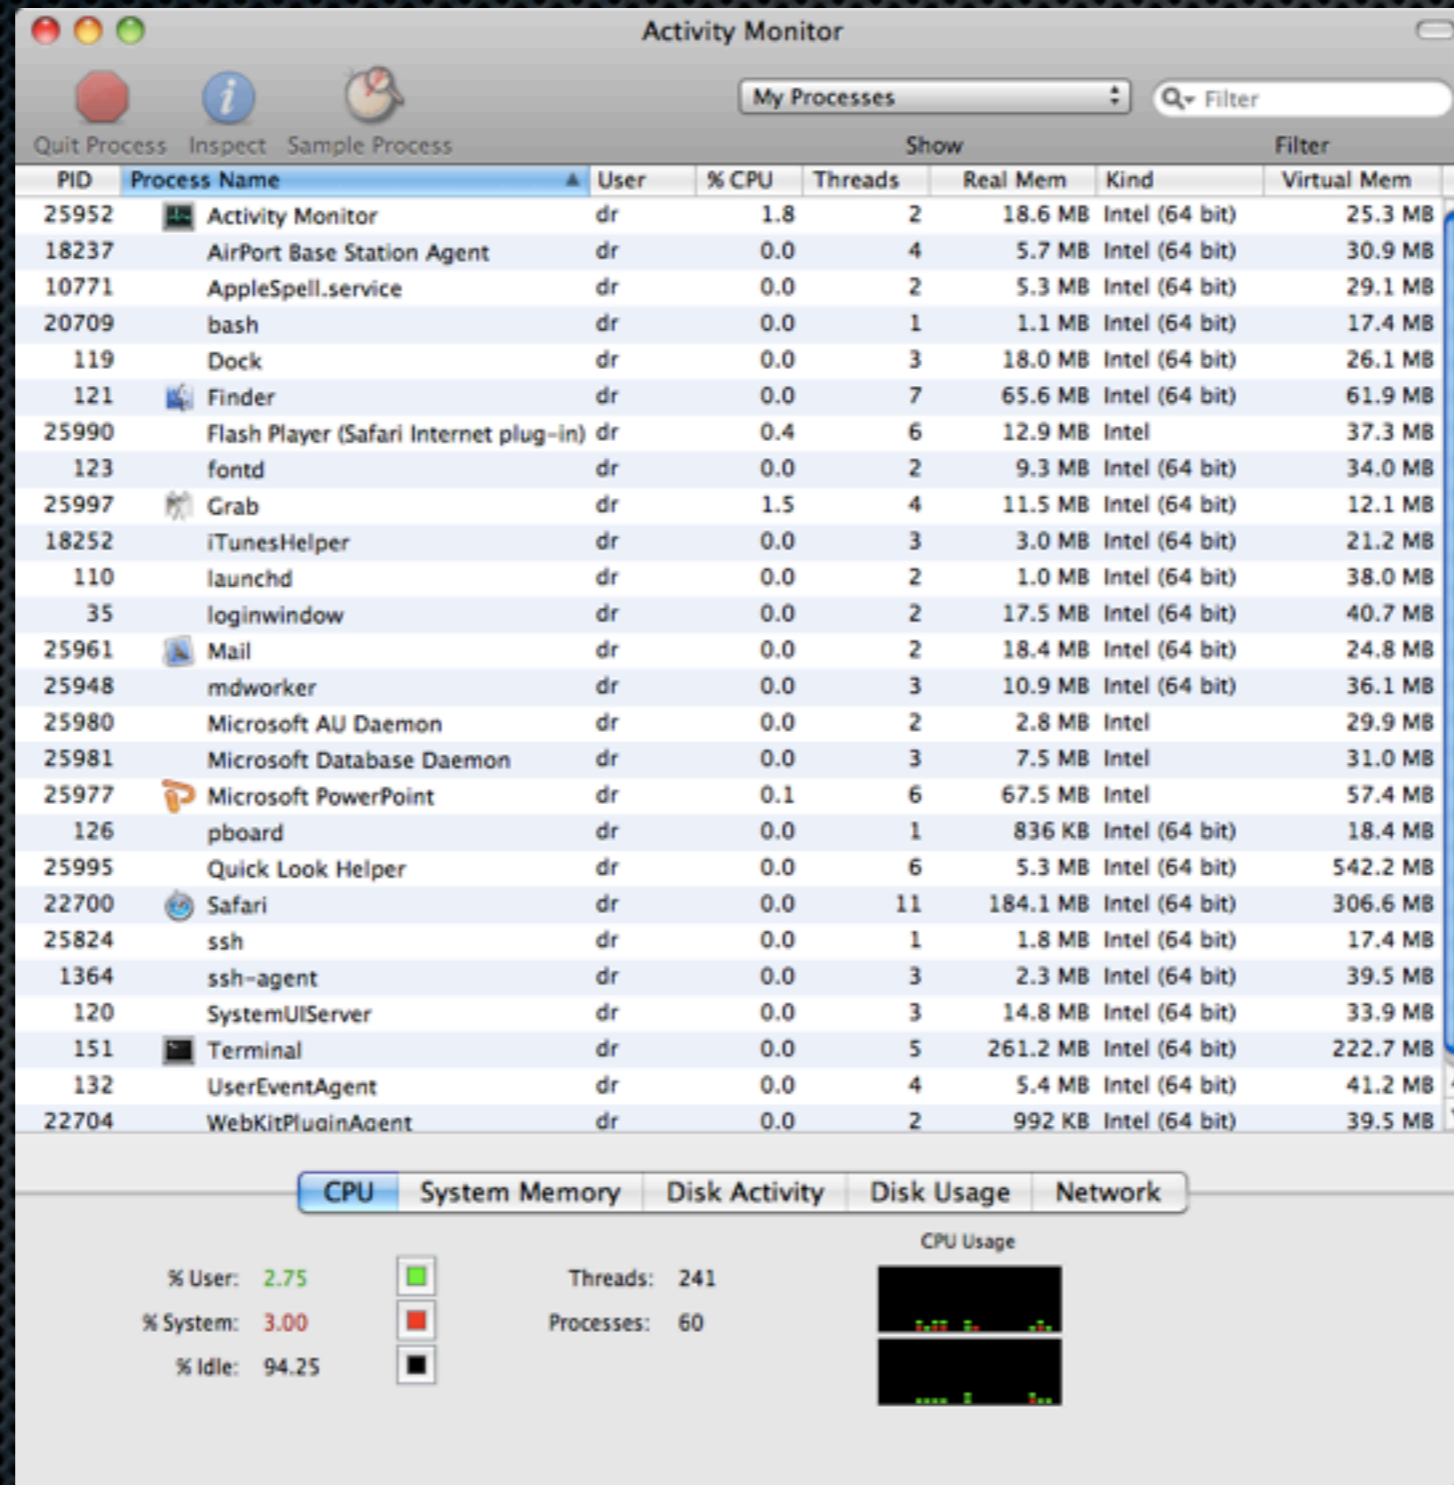 Activity Monitor
My Processes
Filter
Quit Process Inspect Sample Process Show Filter
PID Process Name User % CPU Threads Real Mem Kind Virtual Mem
25952 Activity Monitor dr 1.8 2 18.6 MB Intel (64 bit) 25.3 MB
18237 AirPort Base Station Agent dr 0.0 4 5.7 MB Intel (64 bit) 30.9 MB
10771 AppleSpell.service dr 0.0 2 5.3 MB Intel (64 bit) 29.1 MB
20709 bash dr 0.0 1 1.1 MB Intel (64 bit) 17.4 MB
119 Dock dr 0.0 3 18.0 MB Intel (64 bit) 26.1 MB
121 Finder dr 0.0 7 65.6 MB Intel (64 bit) 61.9 MB
25990 Flash Player (Safari Internet plug-in) dr 0.4 6 12.9 MB Intel 37.3 MB
123 fontd dr 0.0 2 9.3 MB Intel (64 bit) 34.0 MB
25997 Grab dr 1.5 4 11.5 MB Intel (64 bit) 12.1 MB
18252 iTunesHelper dr 0.0 3 3.0 MB Intel (64 bit) 21.2 MB
110 launchd dr 0.0 2 1.0 MB Intel (64 bit) 38.0 MB
35 loginwindow dr 0.0 2 17.5 MB Intel (64 bit) 40.7 MB
25961 Mail dr 0.0 2 18.4 MB Intel (64 bit) 24.8 MB
25948 mdworker dr 0.0 3 10.9 MB Intel (64 bit) 36.1 MB
25980 Microsoft AU Daemon dr 0.0 2 2.8 MB Intel 29.9 MB
25981 Microsoft Database Daemon dr 0.0 3 7.5 MB Intel 31.0 MB
25977 Microsoft PowerPoint dr 0.1 6 67.5 MB Intel 57.4 MB
126 pboard dr 0.0 1 836 KB Intel (64 bit) 18.4 MB
25995 Quick Look Helper dr 0.0 6 5.3 MB Intel (64 bit) 542.2 MB
22700 Safari dr 0.0 11 184.1 MB Intel (64 bit) 306.6 MB
25824 ssh dr 0.0 1 1.8 MB Intel (64 bit) 17.4 MB
1364 ssh-agent dr 0.0 3 2.3 MB Intel (64 bit) 39.5 MB
120 SystemUIServer dr 0.0 3 14.8 MB Intel (64 bit) 33.9 MB
151 Terminal dr 0.0 5 261.2 MB Intel (64 bit) 222.7 MB
132 UserEventAgent dr 0.0 4 5.4 MB Intel (64 bit) 41.2 MB
22704 WebKitPluginAgent dr 0.0 2 992 KB Intel (64 bit) 39.5 MB
CPU System Memory Disk Activity Disk Usage Network
CPU Usage
% User: 2.75 Threads: 241
% System: 3.00 Processes: 60
% Idle: 94.25